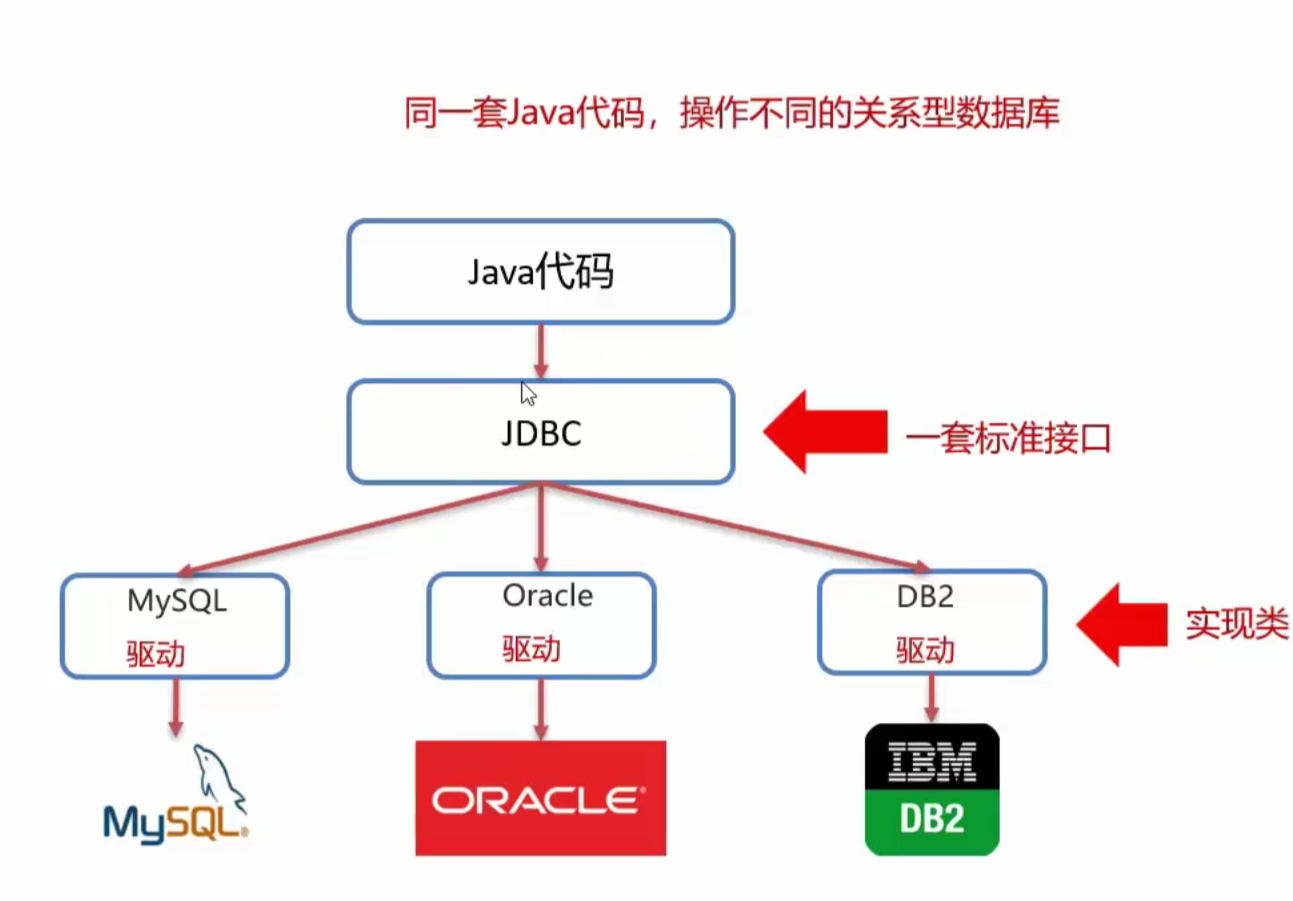 同一套Java代码，操作不同的关系型数据库
Java代码
JDBC
一套标准接口
MySQL
驱动
Oracle
驱动
DB2
驱动
实现类
MySQL®
ORACLE®
IBM
DB2